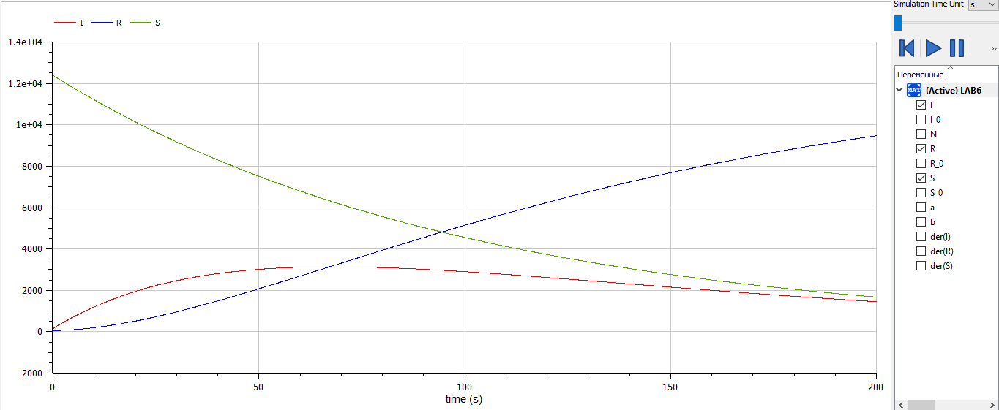 Simulation Time Unit s
I R S
1.4e+04
1.2e+04
1e+04
8000
6000
4000
2000
0
-2000
0 50 100 150 200
time (s)
››
Переменные
MAT (Active) LAB6
I
I_0
N
R
R_0
S
S_0
a
b
der(I)
der(R)
der(S)